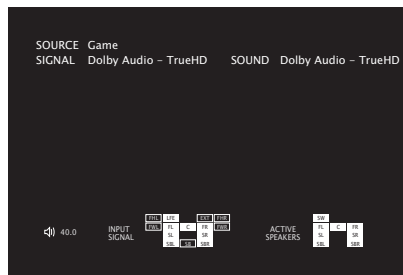 SOURCE Game
SIGNAL Dolby Audio – TrueHD SOUND Dolby Audio – TrueHD
FHL LFE EXT FHR SW
40.0 INPUT SIGNAL FWL FL C FR FWR ACTIVE SPEAKERS FL C FR
SL SR SL SR
SBL SB SBR SBL SBR